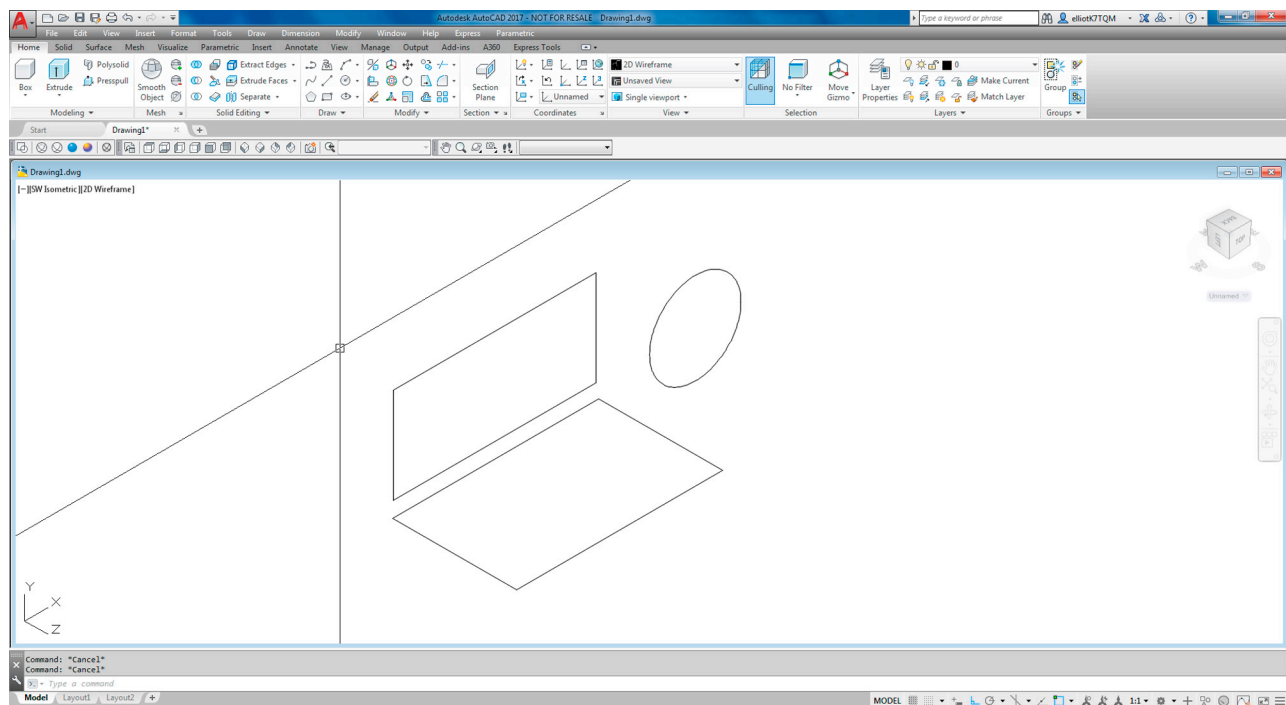 A Autodesk AutoCAD 2017 - NOT FOR RESALE Drawing1.dwg Type a keyword or phrase elliotK7TQM
File Edit View Insert Format Tools Draw Dimension Modify Window Help Express Parametric
Home Solid Surface Mesh Visualize Parametric Insert Annotate View Manage Output Add-ins A360 Express Tools
Polysolid Extract Edges 2D Wireframe 0
Presspull Extrude Faces Unsaved View Make Current
Box Extrude Smooth Object Separate Section Plane Unnamed Single viewport Culling No Filter Move Gizmo Layer Properties Match Layer Group
Modeling Mesh Solid Editing Draw Modify Section Coordinates View Selection Layers Groups
Start Drawing1* +
Drawing1.dwg
[-][SW Isometric][2D Wireframe]
LEFT TOP
Unnamed
Y
X
Z
Command: *Cancel*
Command: *Cancel*
Type a command
Model Layout1 Layout2 + MODEL 1:1